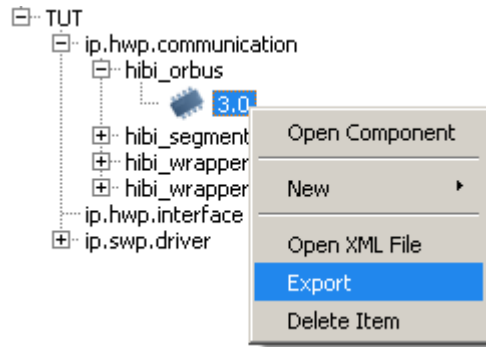 TUT
ip.hwp.communication
hibi_orbus
3.0
hibi_segment
hibi_wrapper
hibi_wrapper
ip.hwp.interface
ip.swp.driver
Open Component
New
Open XML File
Export
Delete Item